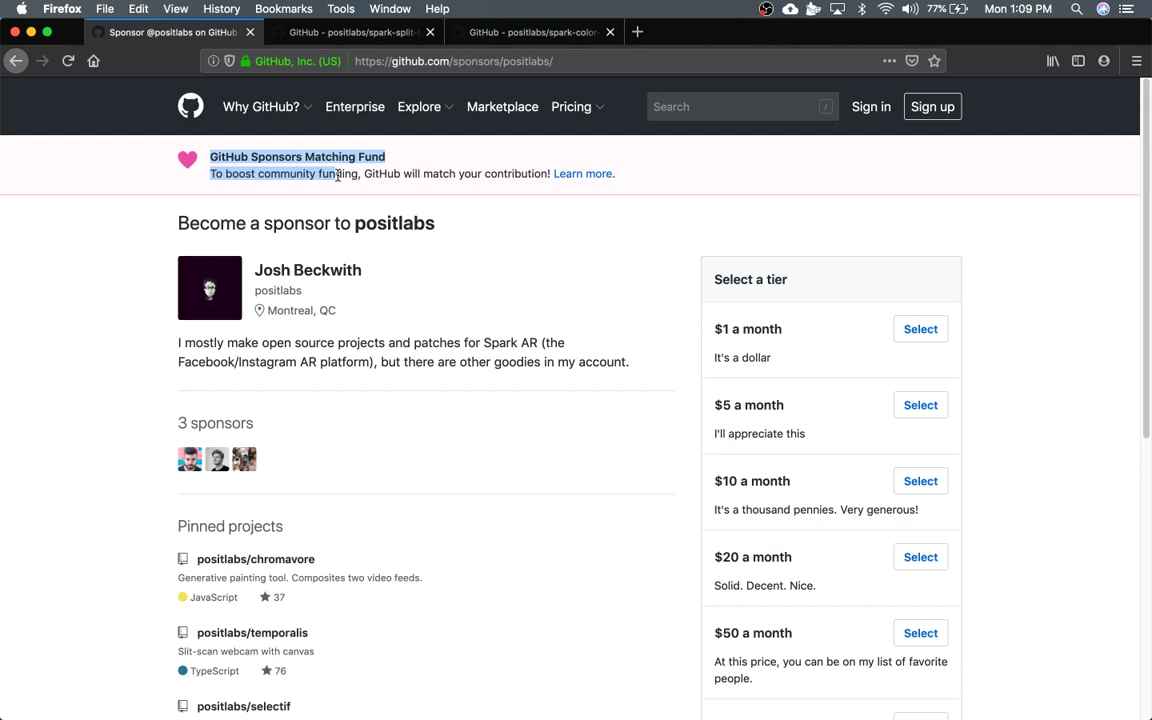 Firefox File Edit View History Bookmarks Tools Window Help 77% Mon 1:09 PM
Sponsor @positlabs on GitHub GitHub - positlabs/spark-split- GitHub - positlabs/spark-color-
GitHub, Inc. (US) https://github.com/sponsors/positlabs/
Why GitHub? Enterprise Explore Marketplace Pricing Search / Sign in Sign up
GitHub Sponsors Matching Fund
To boost community funding, GitHub will match your contribution! Learn more.
Become a sponsor to positlabs
Josh Beckwith
positlabs
Montreal, QC
I mostly make open source projects and patches for Spark AR (the
Facebook/Instagram AR platform), but there are other goodies in my account.
3 sponsors
Pinned projects
positlabs/chromavore
Generative painting tool. Composites two video feeds.
JavaScript 37
positlabs/temporalis
Slit-scan webcam with canvas
TypeScript 76
positlabs/selectif
Select a tier
$1 a month Select
It's a dollar
$5 a month Select
I'll appreciate this
$10 a month Select
It's a thousand pennies. Very generous!
$20 a month Select
Solid. Decent. Nice.
$50 a month Select
At this price, you can be on my list of favorite
people.